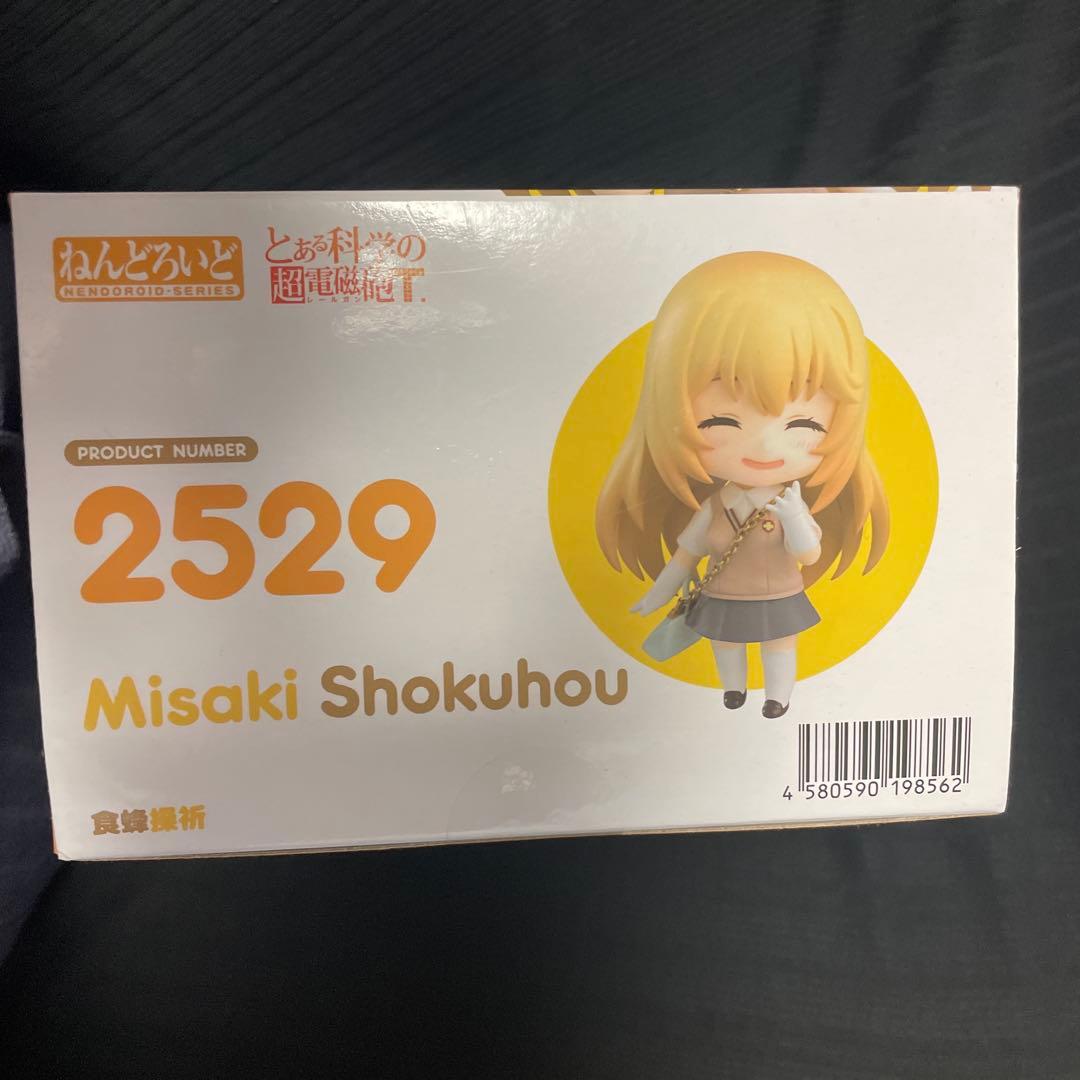 ねんどろいど
NENDOROID-SERIES
とある科学の
超電磁砲T.
レールガン
PRODUCT NUMBER
2529
Misaki Shokuhou
食蜂操祈
4 580590 198562